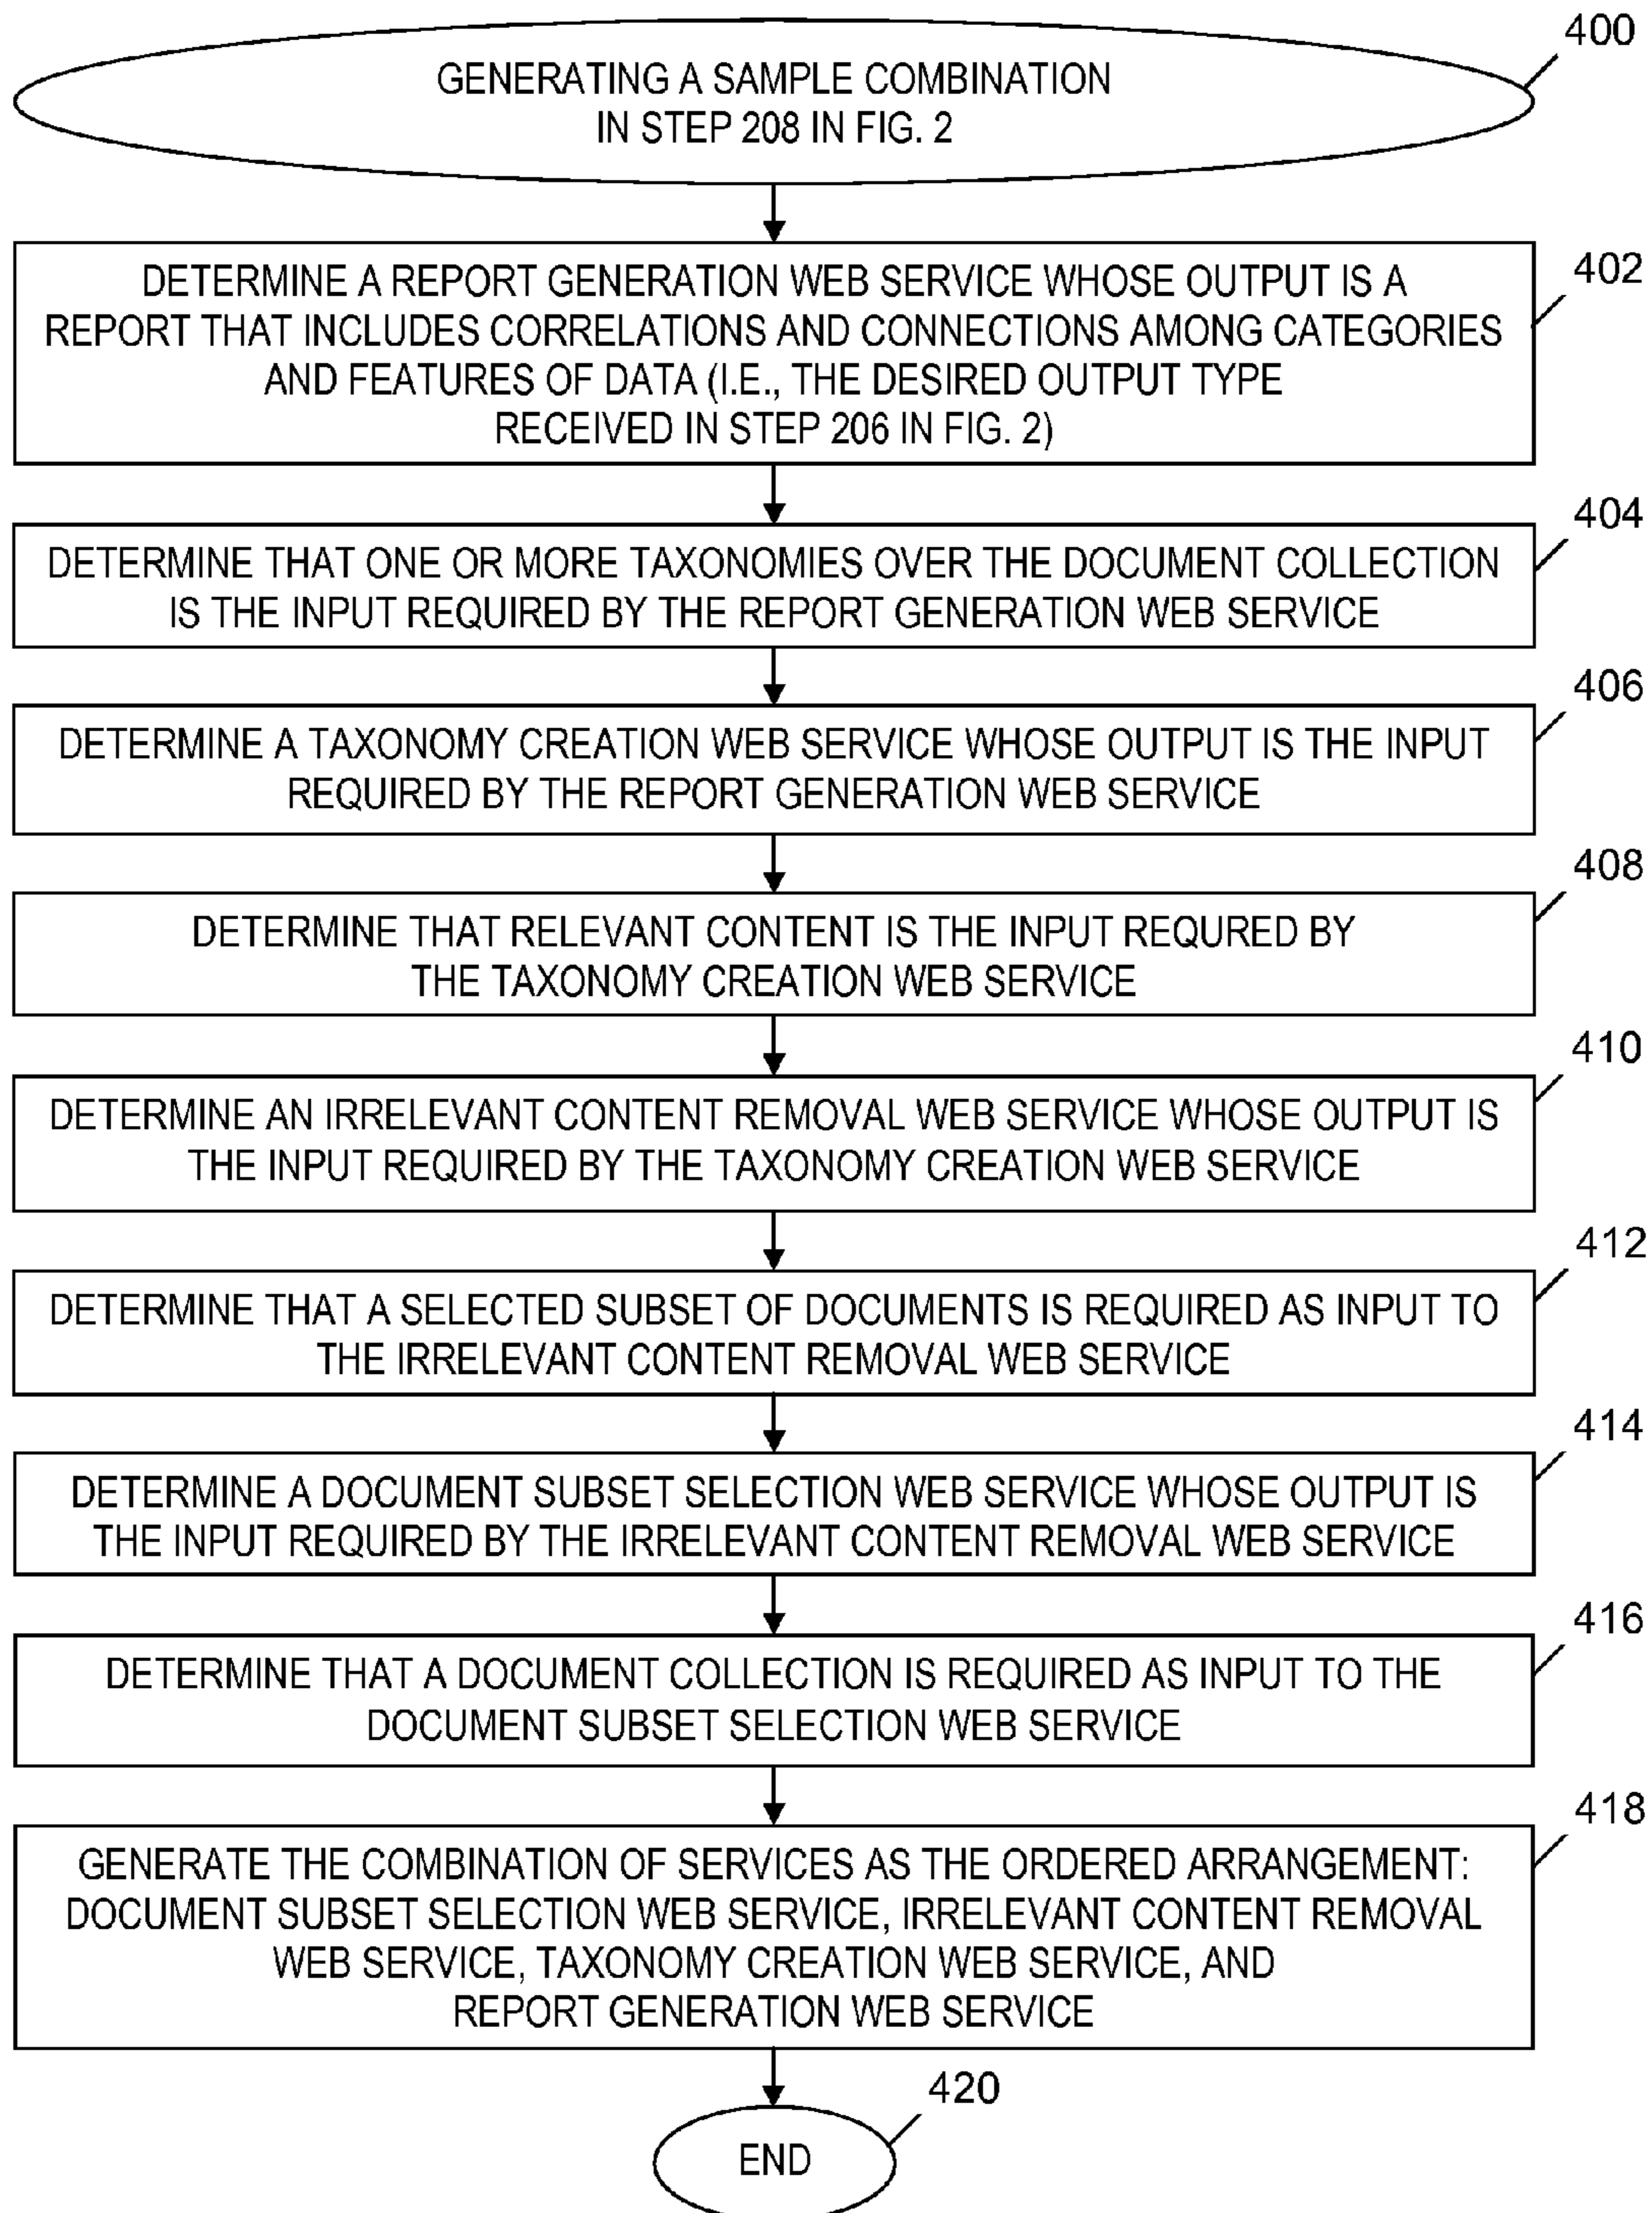 400
GENERATING A SAMPLE COMBINATION
IN STEP 208 IN FIG. 2
402
DETERMINE A REPORT GENERATION WEB SERVICE WHOSE OUTPUT IS A
REPORT THAT INCLUDES CORRELATIONS AND CONNECTIONS AMONG CATEGORIES
AND FEATURES OF DATA (I.E., THE DESIRED OUTPUT TYPE
RECEIVED IN STEP 206 IN FIG. 2)
404
DETERMINE THAT ONE OR MORE TAXONOMIES OVER THE DOCUMENT COLLECTION
IS THE INPUT REQUIRED BY THE REPORT GENERATION WEB SERVICE
406
DETERMINE A TAXONOMY CREATION WEB SERVICE WHOSE OUTPUT IS THE INPUT
REQUIRED BY THE REPORT GENERATION WEB SERVICE
408
DETERMINE THAT RELEVANT CONTENT IS THE INPUT REQURED BY
THE TAXONOMY CREATION WEB SERVICE
410
DETERMINE AN IRRELEVANT CONTENT REMOVAL WEB SERVICE WHOSE OUTPUT IS
THE INPUT REQUIRED BY THE TAXONOMY CREATION WEB SERVICE
412
DETERMINE THAT A SELECTED SUBSET OF DOCUMENTS IS REQUIRED AS INPUT TO
THE IRRELEVANT CONTENT REMOVAL WEB SERVICE
414
DETERMINE A DOCUMENT SUBSET SELECTION WEB SERVICE WHOSE OUTPUT IS
THE INPUT REQUIRED BY THE IRRELEVANT CONTENT REMOVAL WEB SERVICE
416
DETERMINE THAT A DOCUMENT COLLECTION IS REQUIRED AS INPUT TO THE
DOCUMENT SUBSET SELECTION WEB SERVICE
418
GENERATE THE COMBINATION OF SERVICES AS THE ORDERED ARRANGEMENT:
DOCUMENT SUBSET SELECTION WEB SERVICE, IRRELEVANT CONTENT REMOVAL
WEB SERVICE, TAXONOMY CREATION WEB SERVICE, AND
REPORT GENERATION WEB SERVICE
420
END